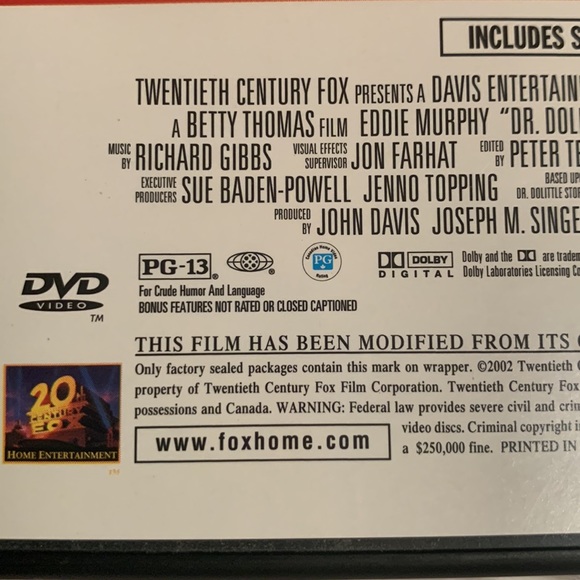 INCLUDES S
TWENTIETH CENTURY FOX PRESENTS A DAVIS ENTERTAIN
A BETTY THOMAS FILM EDDIE MURPHY "DR. DOL
MUSIC BY RICHARD GIBBS VISUAL EFFECTS SUPERVISOR JON FARHAT EDITED BY PETER TE
EXECUTIVE PRODUCERS SUE BADEN-POWELL JENNO TOPPING BASED UP
DR. DOLITTLE STOR
PRODUCED BY JOHN DAVIS JOSEPH M. SINGE
DVD
VIDEO
TM
PG-13 ®
For Crude Humor And Language
BONUS FEATURES NOT RATED OR CLOSED CAPTIONED
PG
DOLBY
DIGITAL
Dolby and the DD are tradem
Dolby Laboratories Licensing Co
THIS FILM HAS BEEN MODIFIED FROM ITS O
Only factory sealed packages contain this mark on wrapper. ©2002 Twentieth C
property of Twentieth Century Fox Film Corporation. Twentieth Century Fox
possessions and Canada. WARNING: Federal law provides severe civil and crim
video discs. Criminal copyright i
a $250,000 fine. PRINTED IN
www.foxhome.com
20th
CENTURY
FOX
HOME ENTERTAINMENT